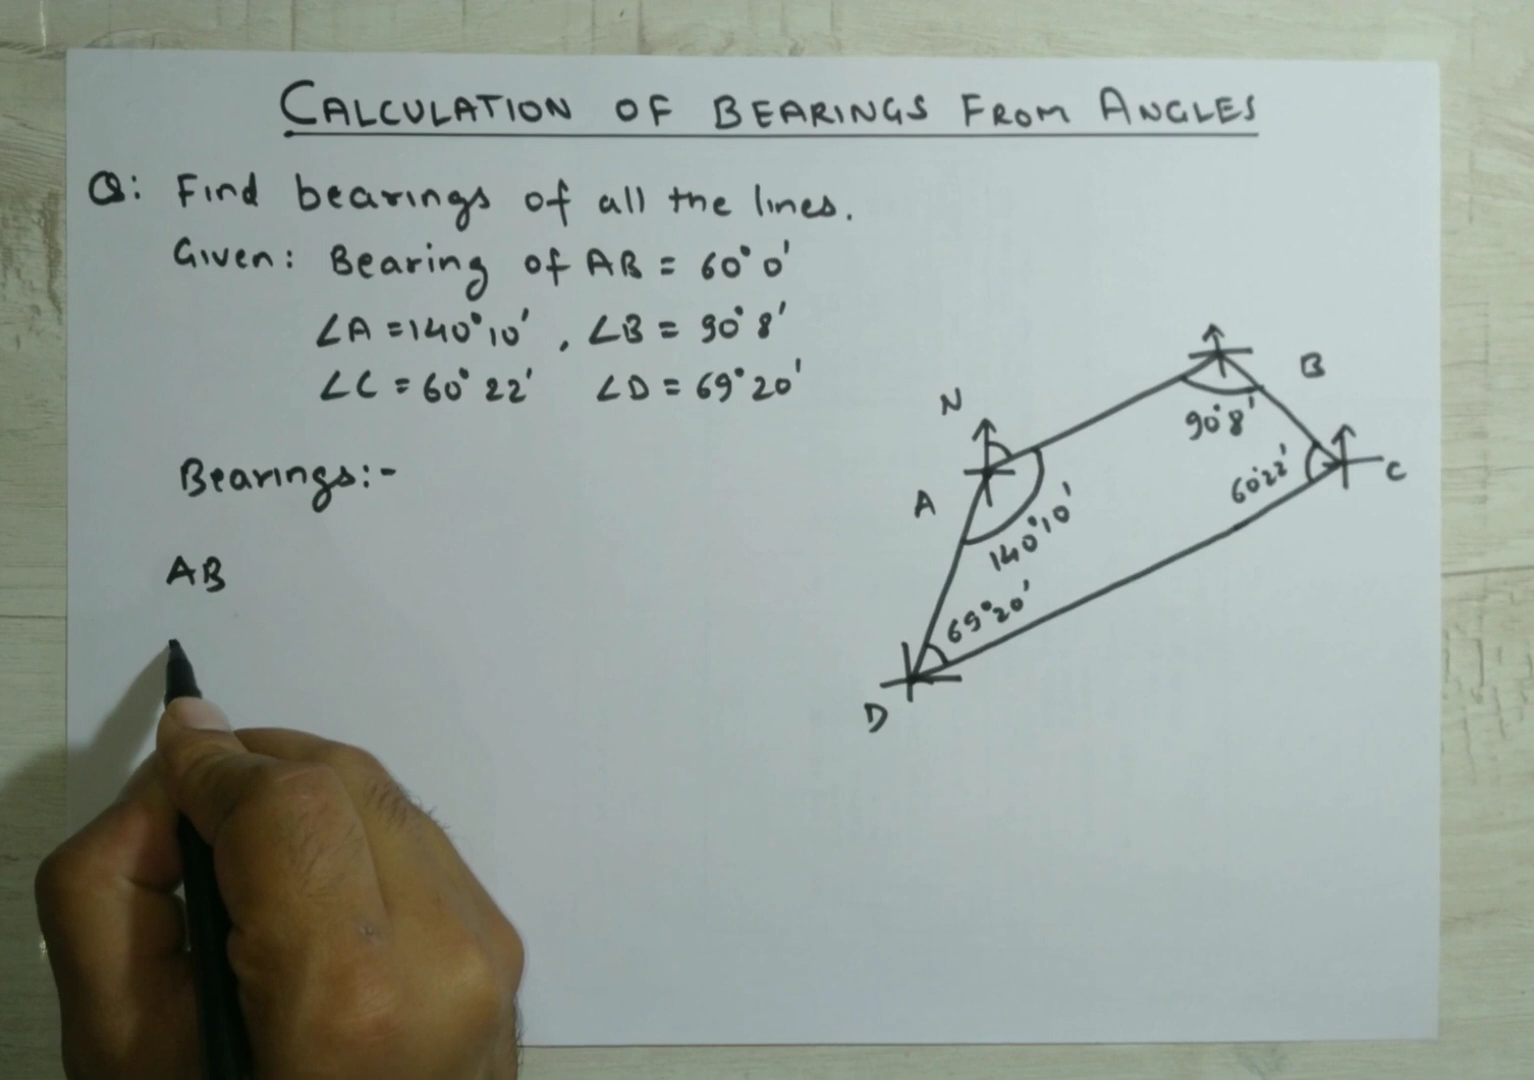 CALCULATION OF BEARINGS FROM ANGLES
Q: Find bearings of all the lines.
Given: Bearing of AB = 60° 0'
∠A = 140° 10' , ∠B = 90° 8'
∠C = 60° 22' ∠D = 69° 20'
Bearings:-
AB
N
A
B
C
D
90° 8'
60° 22'
140° 10'
69° 20'